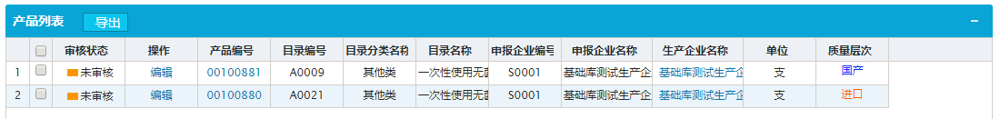 产品列表 导出
审核状态 操作 产品编号 目录编号 目录分类名称 目录名称 申报企业编号 申报企业名称 生产企业名称 单位 质量层次
1 未审核 编辑 00100881 A0009 其他类 一次性使用无菌 S0001 基础库测试生产企 基础库测试生产企 支 国产
2 未审核 编辑 00100880 A0021 其他类 一次性使用无菌 S0001 基础库测试生产企 基础库测试生产企 支 进口